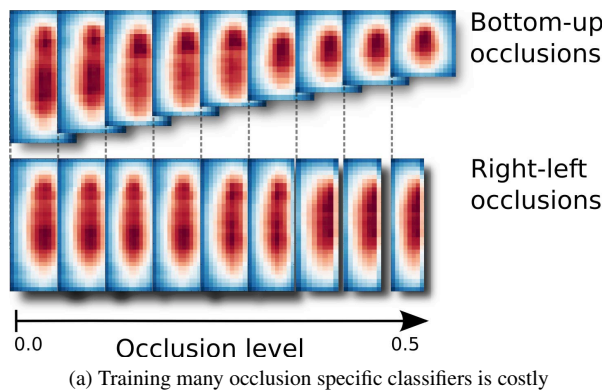 Bottom-up
occlusions
Right-left
occlusions
0.0
Occlusion level
0.5
(a) Training many occlusion specific classifiers is costly